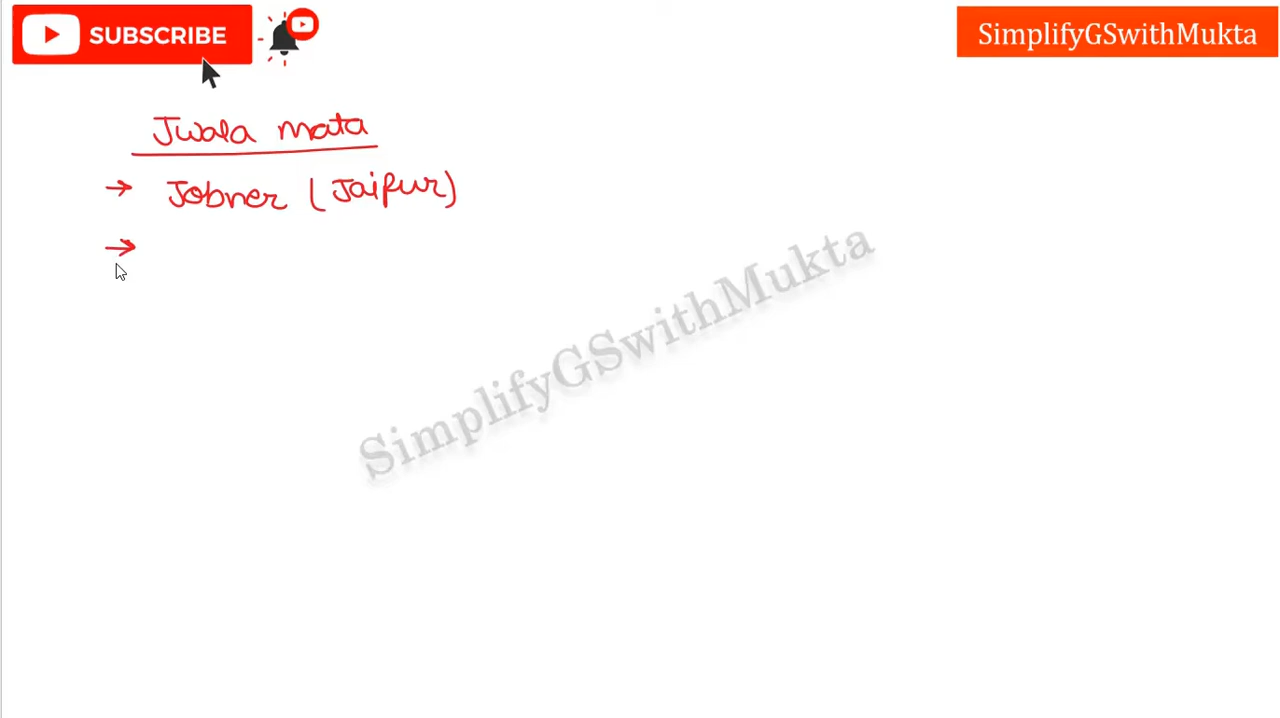 SUBSCRIBE
SimplifyGSwithMukta
Jwala mata
→ Jobner (Jaipur)
→
SimplifyGSwithMukta